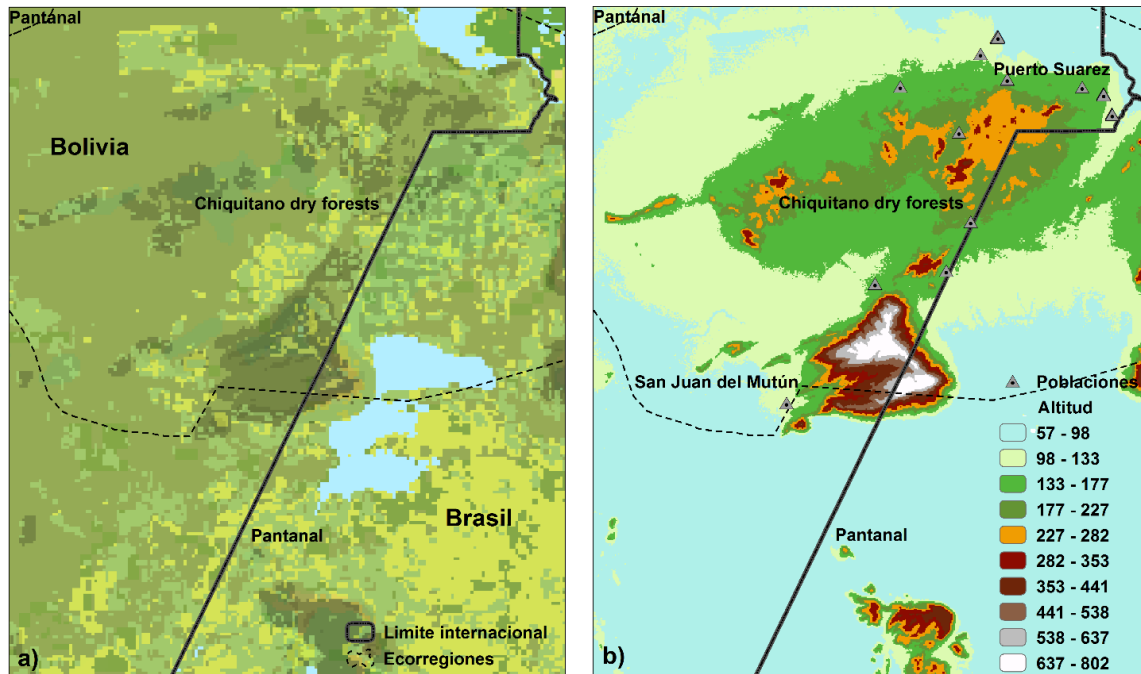 Pantanal
Bolivia
Chiquitano dry forests
Brasil
Pantanal
Limite internacional
Ecorregiones
a)
Pantanal
Puerto Suarez
Chiquitano dry forests
San Juan del Mutún
Poblaciones
Altitud
57 - 98
98 - 133
133 - 177
177 - 227
Pantanal
227 - 282
282 - 353
353 - 441
441 - 538
538 - 637
637 - 802
b)